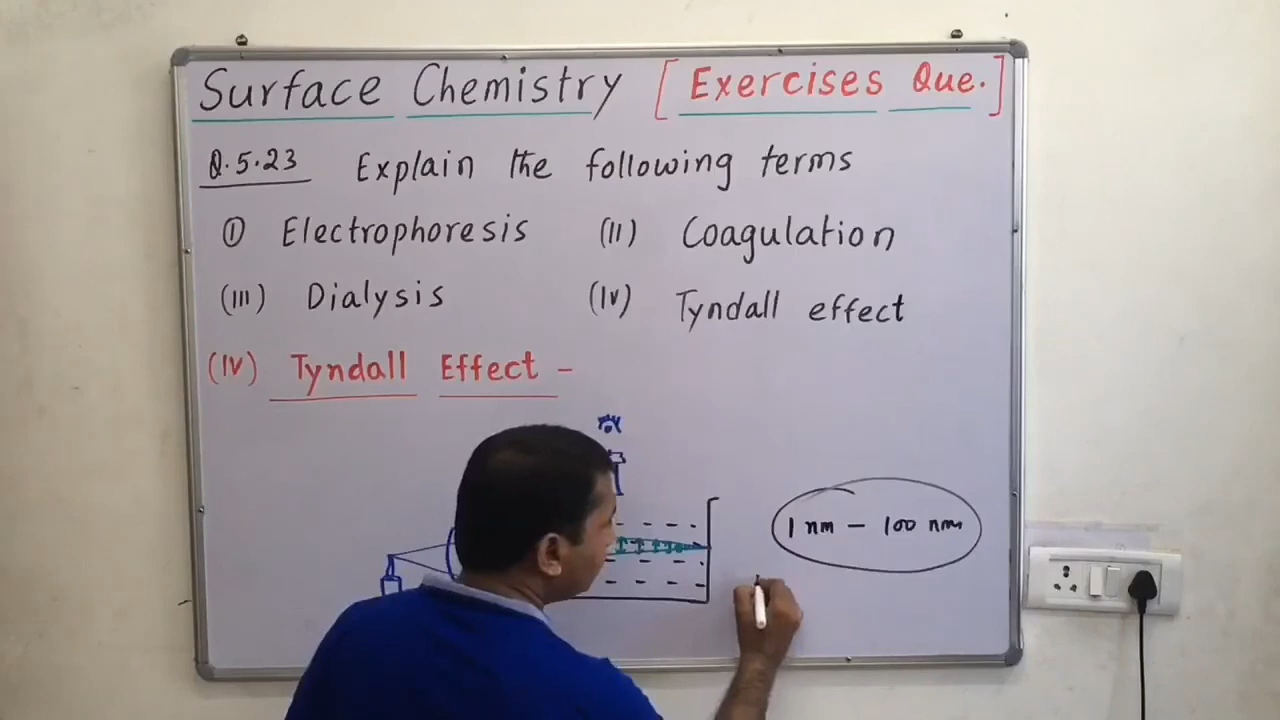 Surface Chemistry [Exercises Que.]
Q.5.23 Explain the following terms
(I) Electrophoresis (II) Coagulation
(III) Dialysis (IV) Tyndall effect
(IV) Tyndall Effect -
1 nm - 100 nm